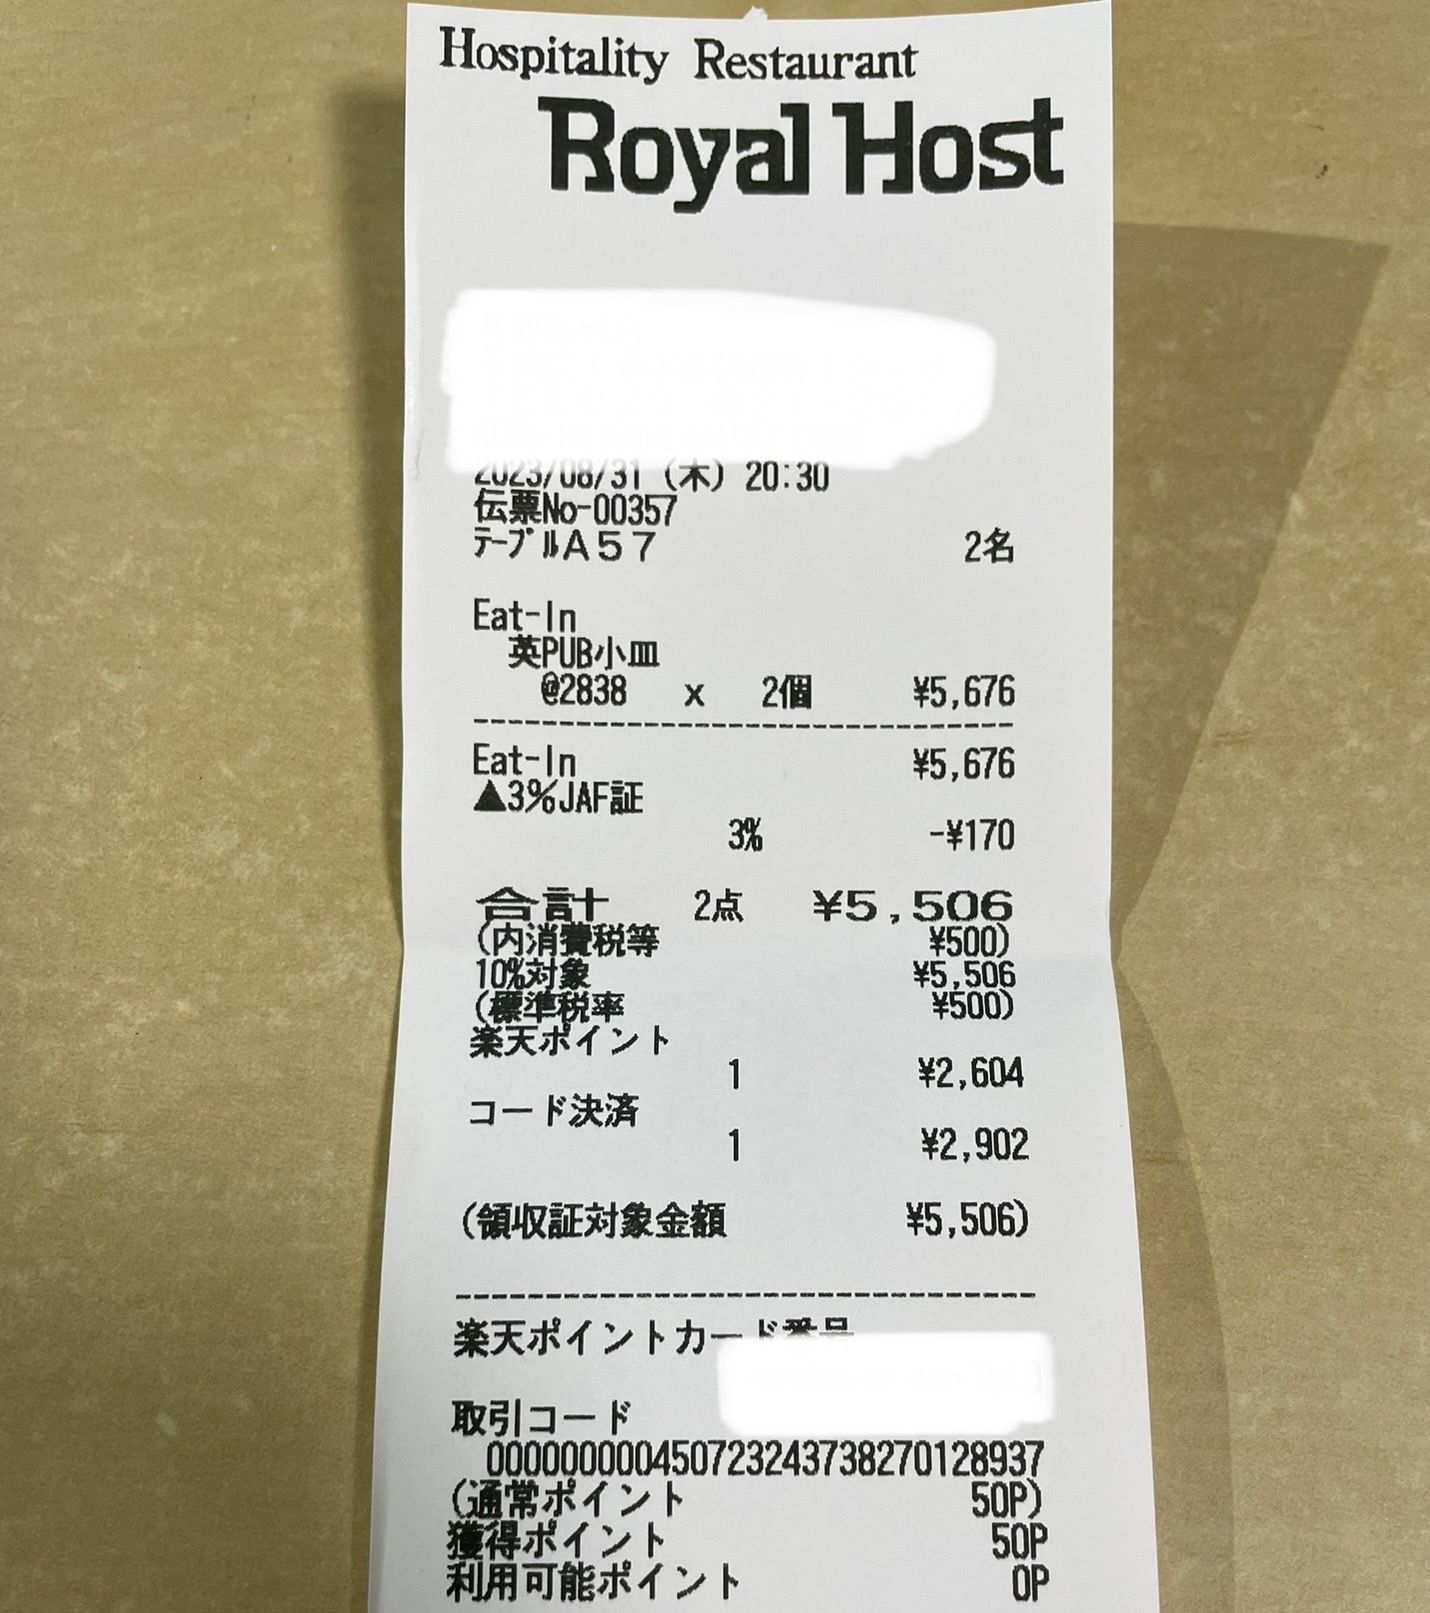 Hospitality Restaurant
Royal Host
2023/08/31 (木) 20:30
伝票No-00357
ﾃｰﾌﾞﾙA57 2名
Eat-In
英PUB小皿
@2838 x 2個 ¥5,676
Eat-In ¥5,676
▲3%JAF証
3% -¥170
合計 2点 ¥5,506
(内消費税等 ¥500)
10%対象 ¥5,506
(標準税率 ¥500)
楽天ポイント
1 ¥2,604
コード決済
1 ¥2,902
(領収証対象金額 ¥5,506)
楽天ポイントカード番号
取引コード
000000000450723243738270128937
(通常ポイント 50P)
獲得ポイント 50P
利用可能ポイント 0P